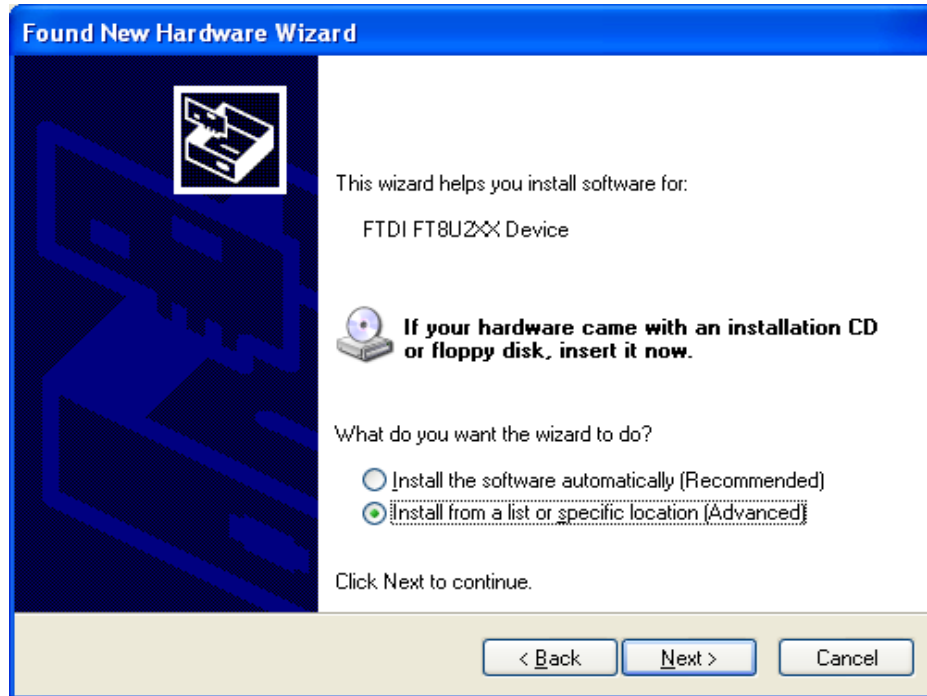 Found New Hardware Wizard
This wizard helps you install software for:
FTDI FT8U2XX Device
If your hardware came with an installation CD
or floppy disk, insert it now.
What do you want the wizard to do?
Install the software automatically (Recommended)
Install from a list or specific location (Advanced)
Click Next to continue.
< Back Next > Cancel